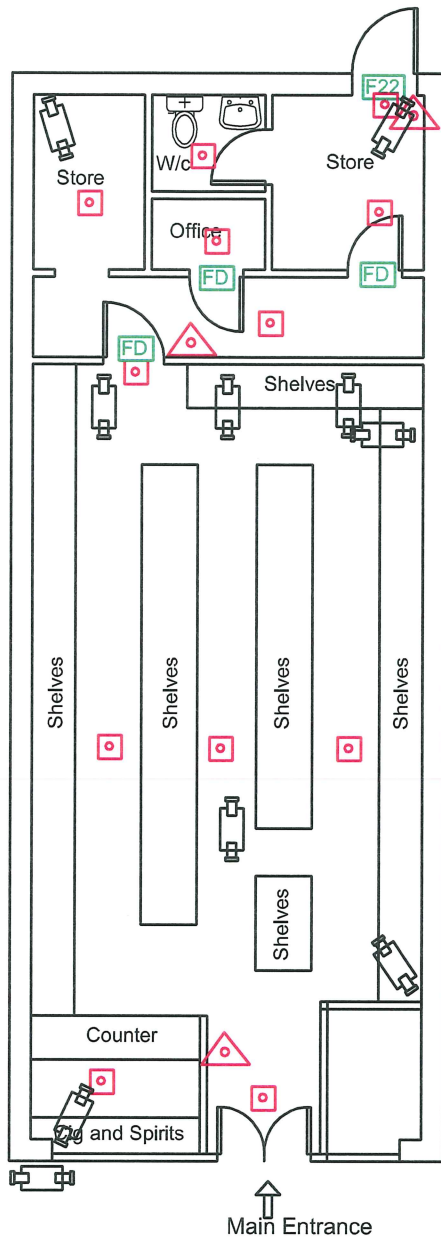 F22
W/c
Store
Store
Office
FD
FD
FD
Shelves
Shelves
Shelves
Shelves
Shelves
Shelves
Counter
Cig and Spirits
Main Entrance